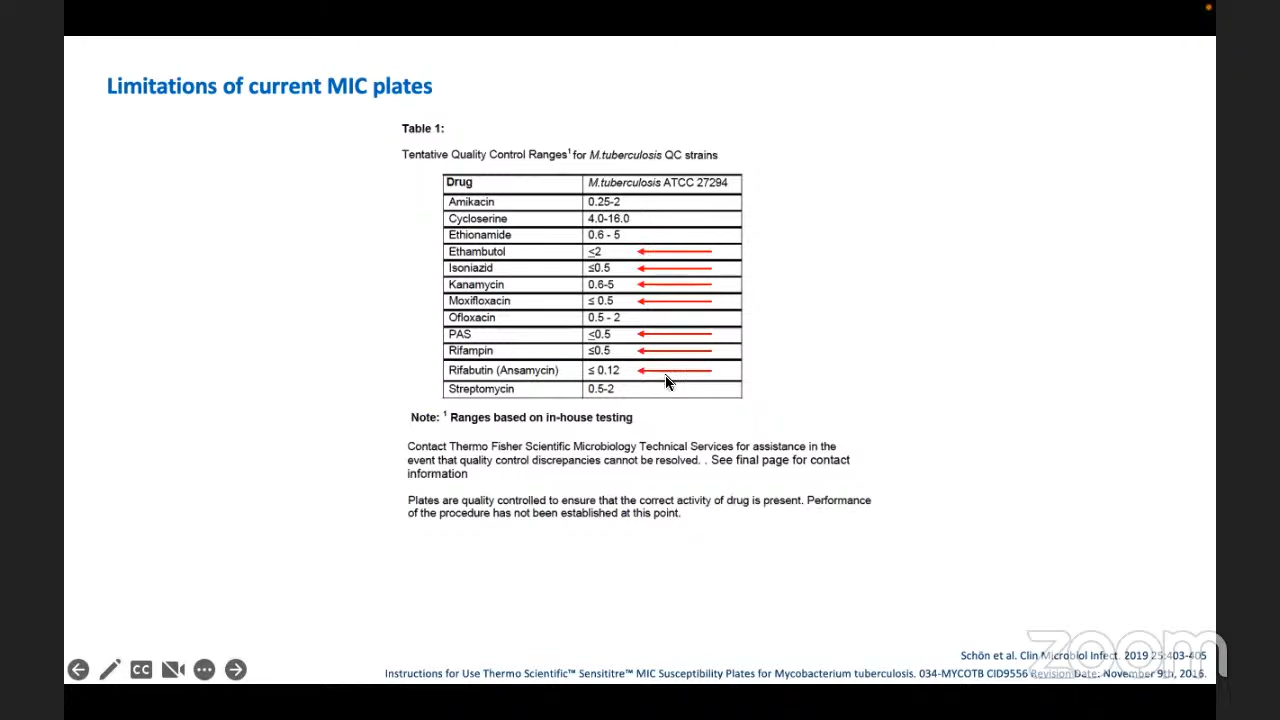 Limitations of current MIC plates
Table 1:
Tentative Quality Control Ranges¹ for M.tuberculosis QC strains
Drug M.tuberculosis ATCC 27294
Amikacin 0.25-2
Cycloserine 4.0-16.0
Ethionamide 0.6 - 5
Ethambutol ≤2
Isoniazid ≤0.5
Kanamycin 0.6-5
Moxifloxacin ≤ 0.5
Ofloxacin 0.5 - 2
PAS ≤0.5
Rifampin ≤0.5
Rifabutin (Ansamycin) ≤ 0.12
Streptomycin 0.5-2
Note: ¹ Ranges based on in-house testing
Contact Thermo Fisher Scientific Microbiology Technical Services for assistance in the
event that quality control discrepancies cannot be resolved. . See final page for contact
information
Plates are quality controlled to ensure that the correct activity of drug is present. Performance
of the procedure has not been established at this point.
Schön et al. Clin Microbiol Infect. 2019 25:403-405
Instructions for Use Thermo Scientific™ Sensititre™ MIC Susceptibility Plates for Mycobacterium tuberculosis. 034-MYCOTB CID9556 Revision Date: November 9th, 2016.
CC
zoom